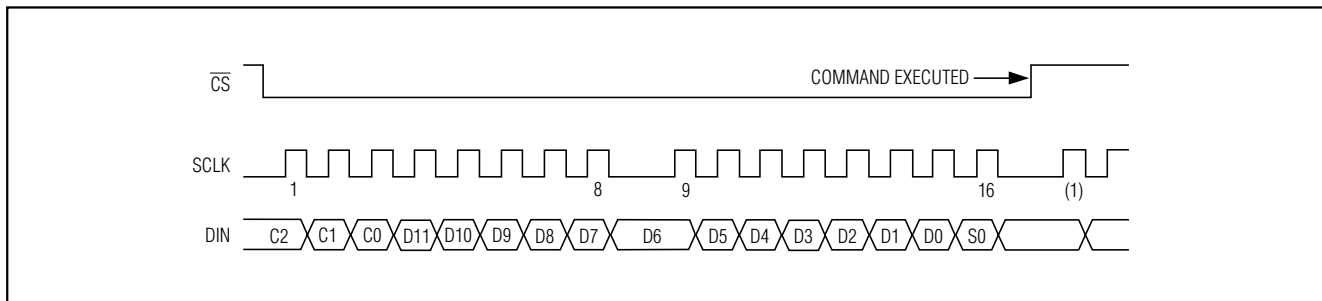 CS COMMAND EXECUTED
SCLK
1 8 9 16 (1)
DIN C2 C1 C0 D11 D10 D9 D8 D7 D6 D5 D4 D3 D2 D1 D0 S0